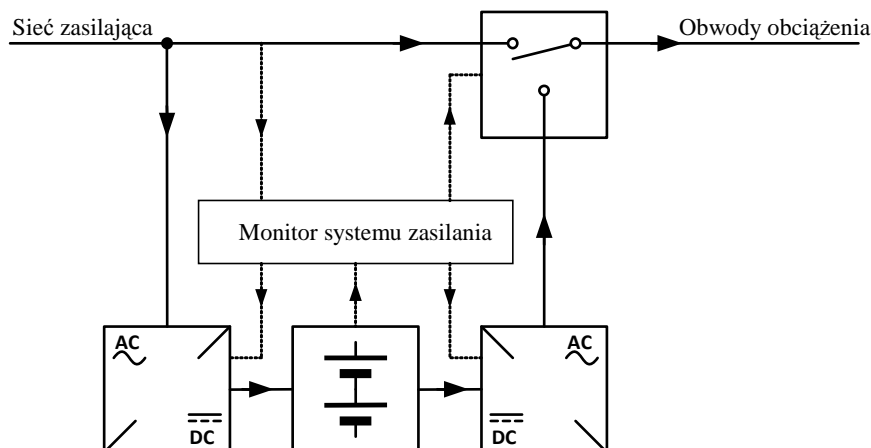 Sieć zasilająca
Obwody obciążenia
Monitor systemu zasilania
AC
DC
AC
DC